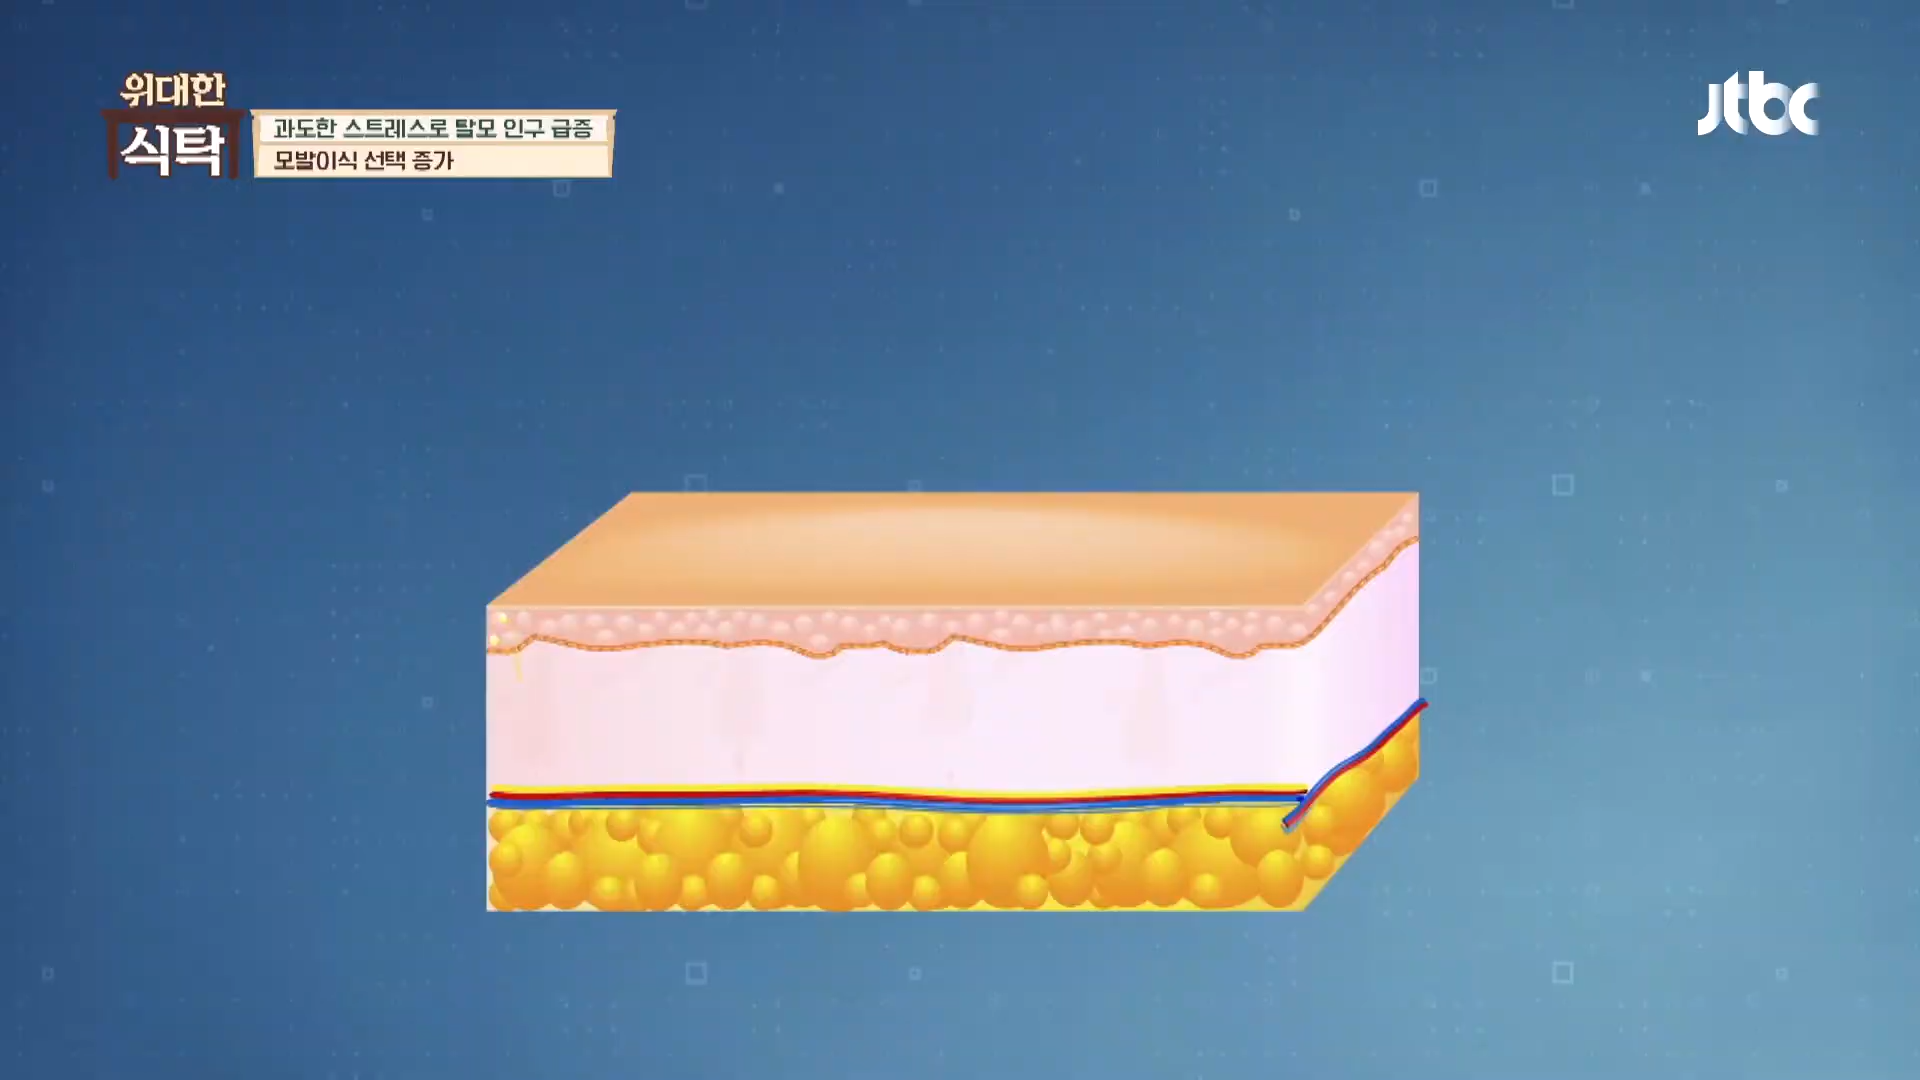 위대한
식탁
과도한 스트레스로 탈모 인구 급증
모발이식 선택 증가
jtbc